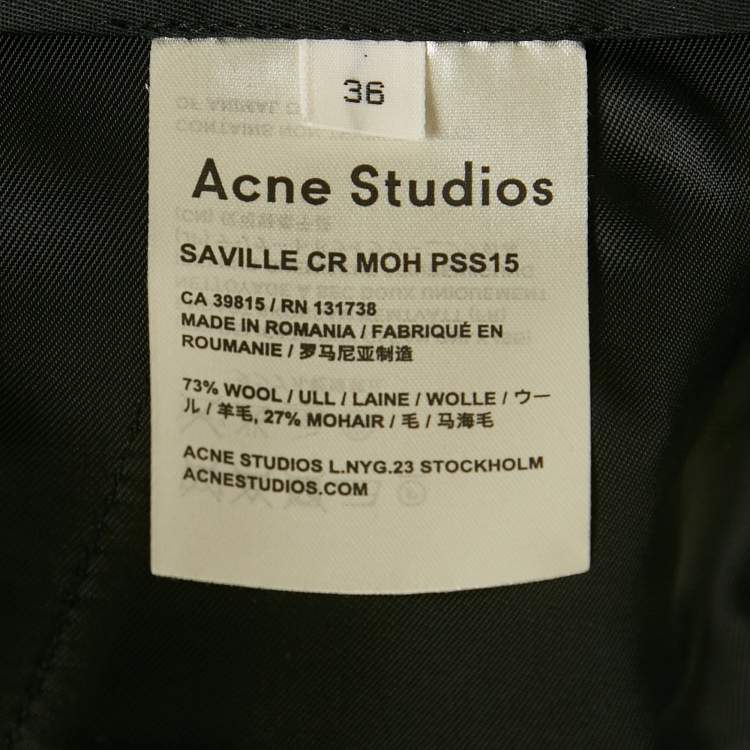 36
Acne Studios
SAVILLE CR MOH PSS15
CA 39815 / RN 131738
MADE IN ROMANIA / FABRIQUÉ EN
ROUMANIE / 罗马尼亚制造
73% WOOL / ULL / LAINE / WOLLE / ウー
ル / 羊毛, 27% MOHAIR / 毛 / 马海毛
ACNE STUDIOS L.NYG.23 STOCKHOLM
ACNESTUDIOS.COM